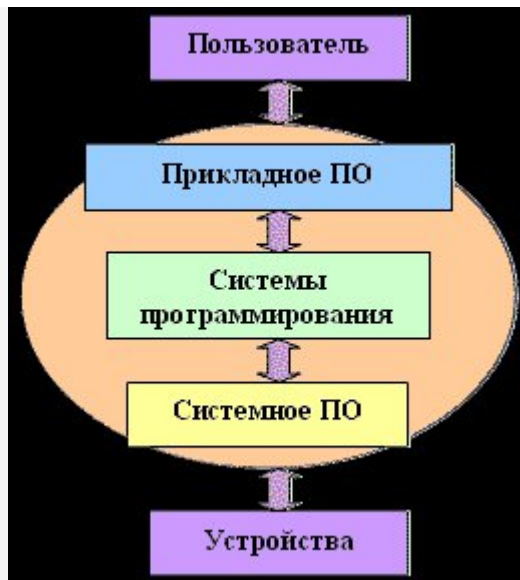 Пользователь
Прикладное ПО
Системы
программирования
Системное ПО
Устройства